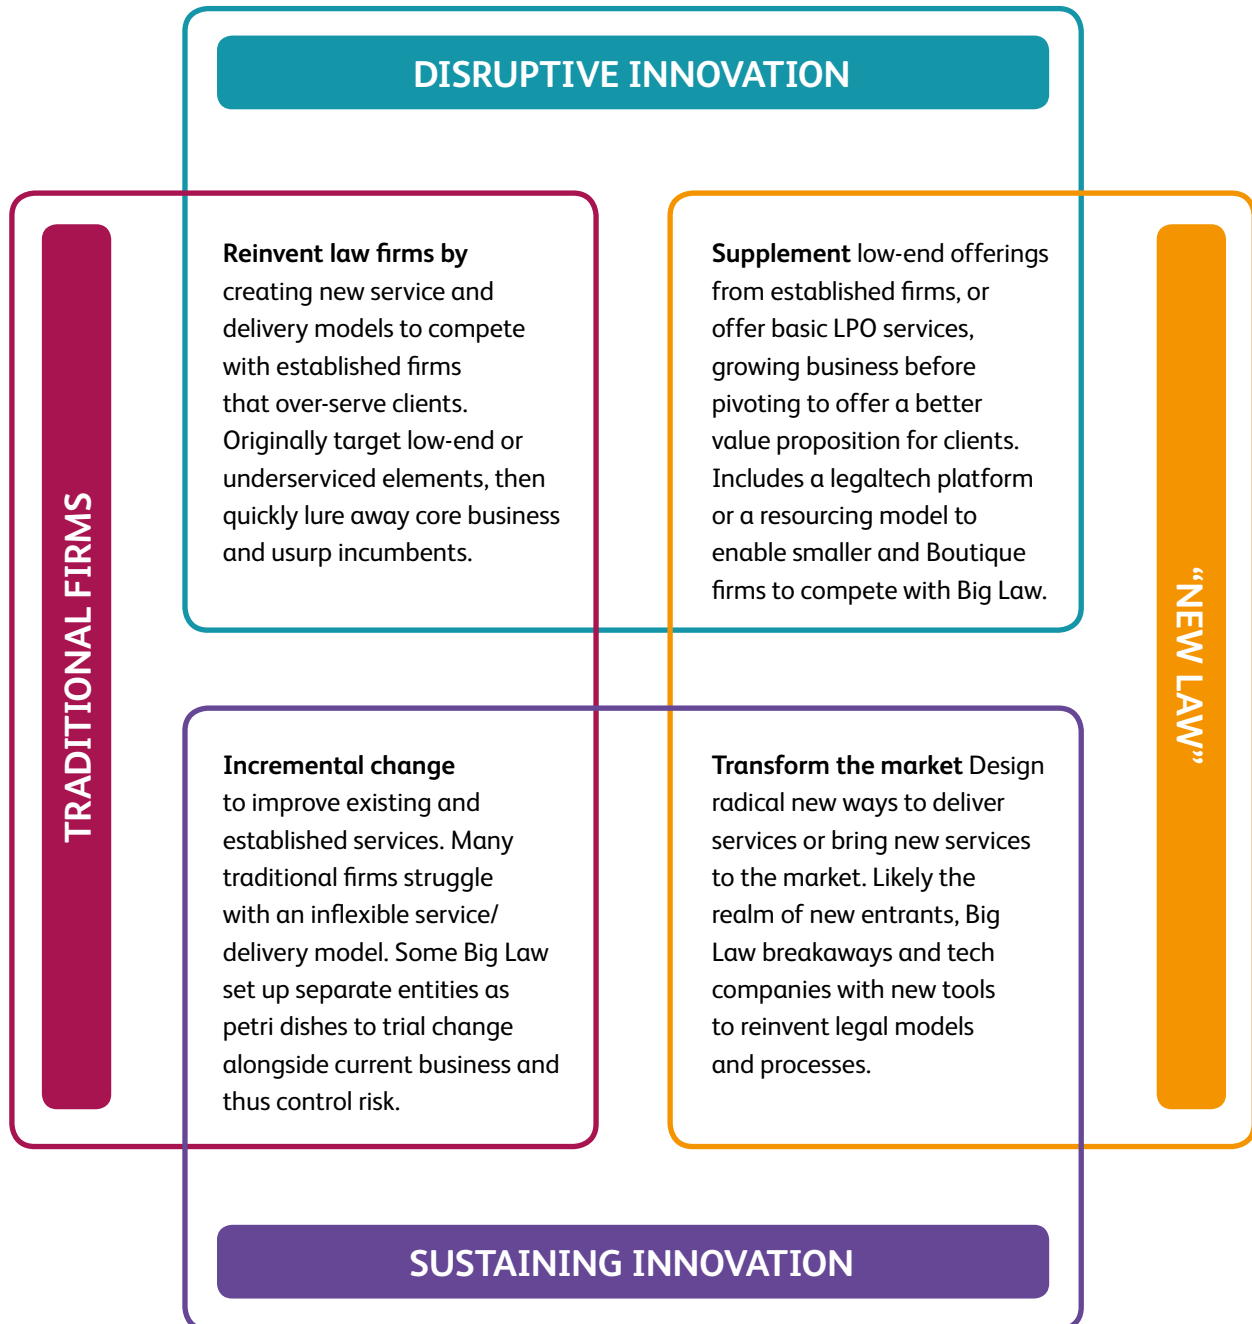 DISRUPTIVE INNOVATION
TRADITIONAL FIRMS
Reinvent law firms by
creating new service and
delivery models to compete
with established firms
that over-serve clients.
Originally target low-end or
underserviced elements, then
quickly lure away core business
and usurp incumbents.
Supplement low-end offerings
from established firms, or
offer basic LPO services,
growing business before
pivoting to offer a better
value proposition for clients.
Includes a legaltech platform
or a resourcing model to
enable smaller and Boutique
firms to compete with Big Law.
“NEW LAW”
Incremental change
to improve existing and
established services. Many
traditional firms struggle
with an inflexible service/
delivery model. Some Big Law
set up separate entities as
petri dishes to trial change
alongside current business and
thus control risk.
Transform the market Design
radical new ways to deliver
services or bring new services
to the market. Likely the
realm of new entrants, Big
Law breakaways and tech
companies with new tools
to reinvent legal models
and processes.
SUSTAINING INNOVATION